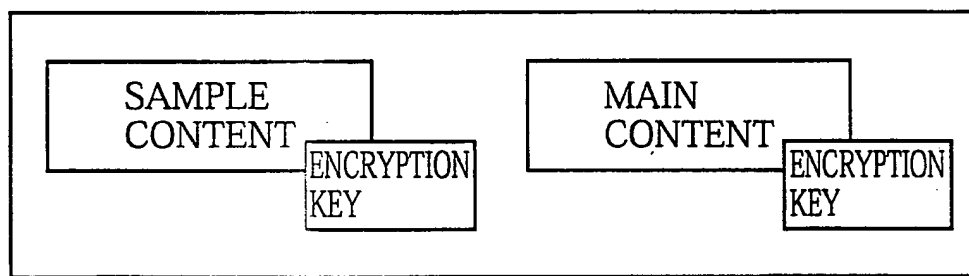 SAMPLE
CONTENT
ENCRYPTION
KEY
MAIN
CONTENT
ENCRYPTION
KEY